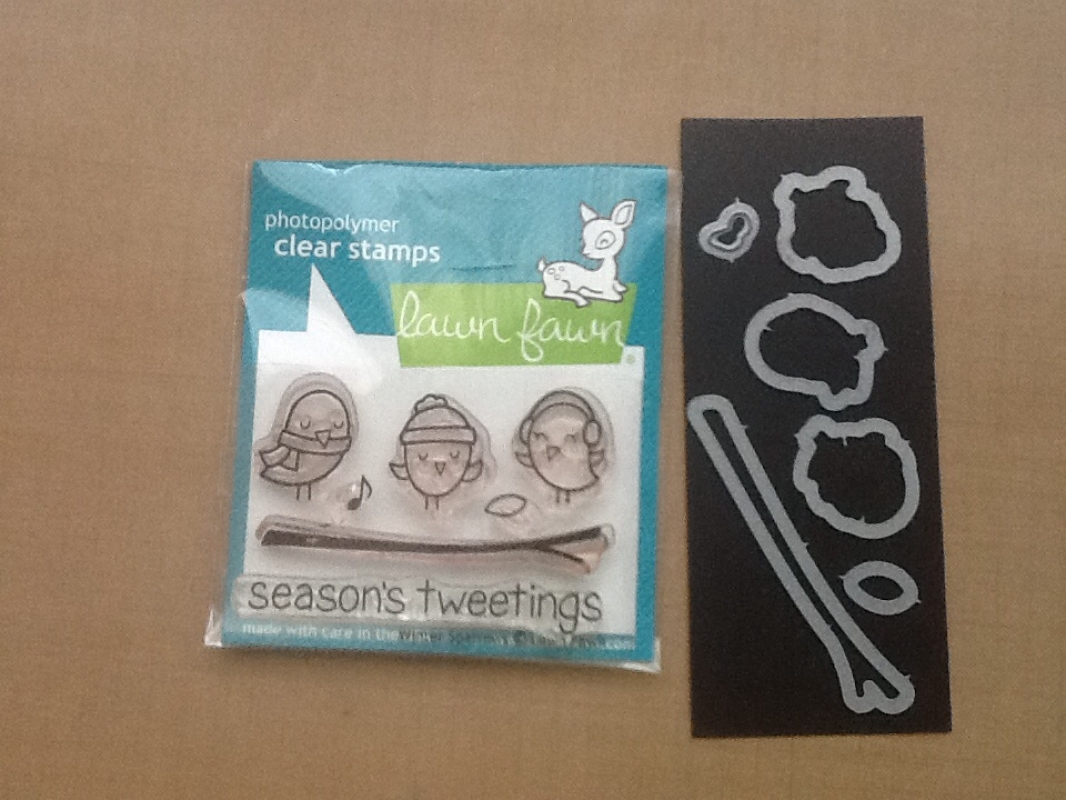 photopolymer
clear stamps
lawn fawn
season's tweetings
made with care in the